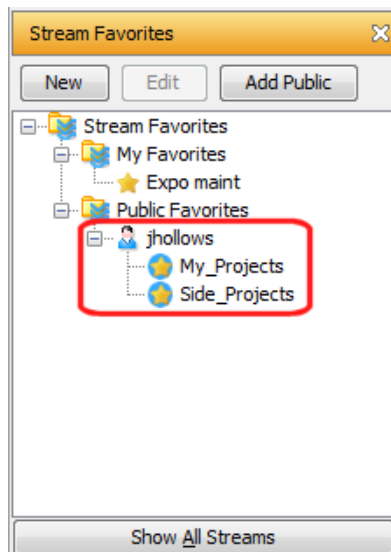 Stream Favorites
New Edit Add Public
Stream Favorites
My Favorites
Expo maint
Public Favorites
jhollows
My_Projects
Side_Projects
Show All Streams